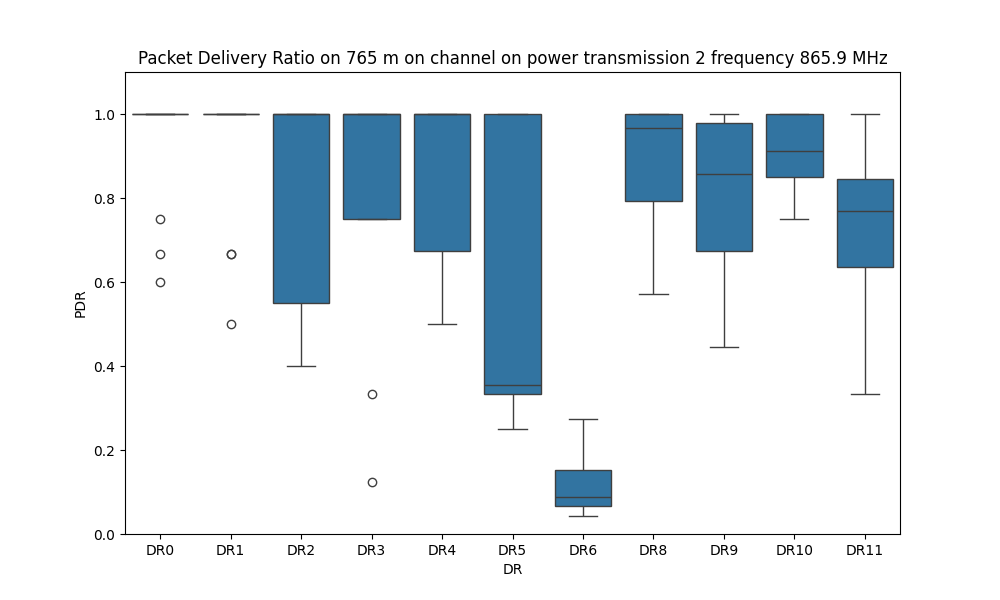 Packet Delivery Ratio on 765 m on channel on power transmission 2 frequency 865.9 MHz
1.0
0.8
0.6
0.4
0.2
0.0
PDR
DR0 DR1 DR2 DR3 DR4 DR5 DR6 DR8 DR9 DR10 DR11
DR